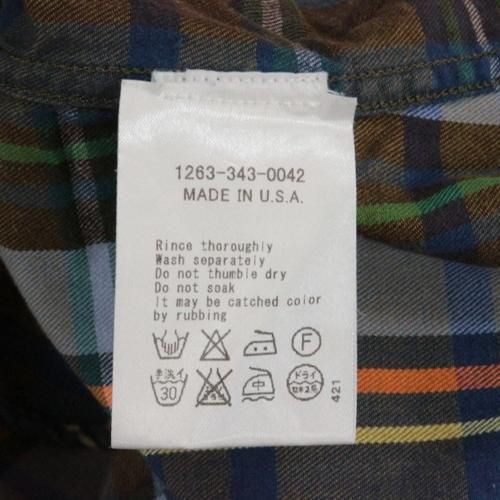 1263-343-0042
MADE IN U.S.A.
Rince thoroughly
Wash separately
Do not thumble dry
Do not soak
It may be catched color
by rubbing
F
手洗イ
30
中
ドライ
421